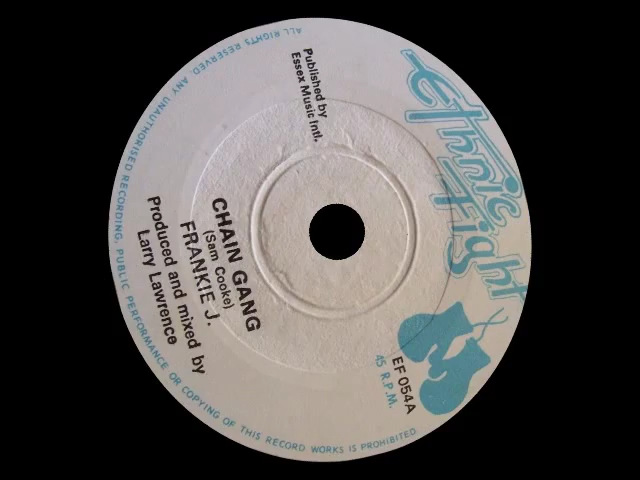 Ethnic
Fight
EF 054A
45 R.P.M.
Published by
Essex Music Intl.
CHAIN GANG
(Sam Cooke)
FRANKIE J.
Produced and mixed by
Larry Lawrence
ALL RIGHTS RESERVED. ANY UNAUTHORISED RECORDING, PUBLIC PERFORMANCE OR COPYING OF THIS RECORD WORKS IS PROHIBITED.